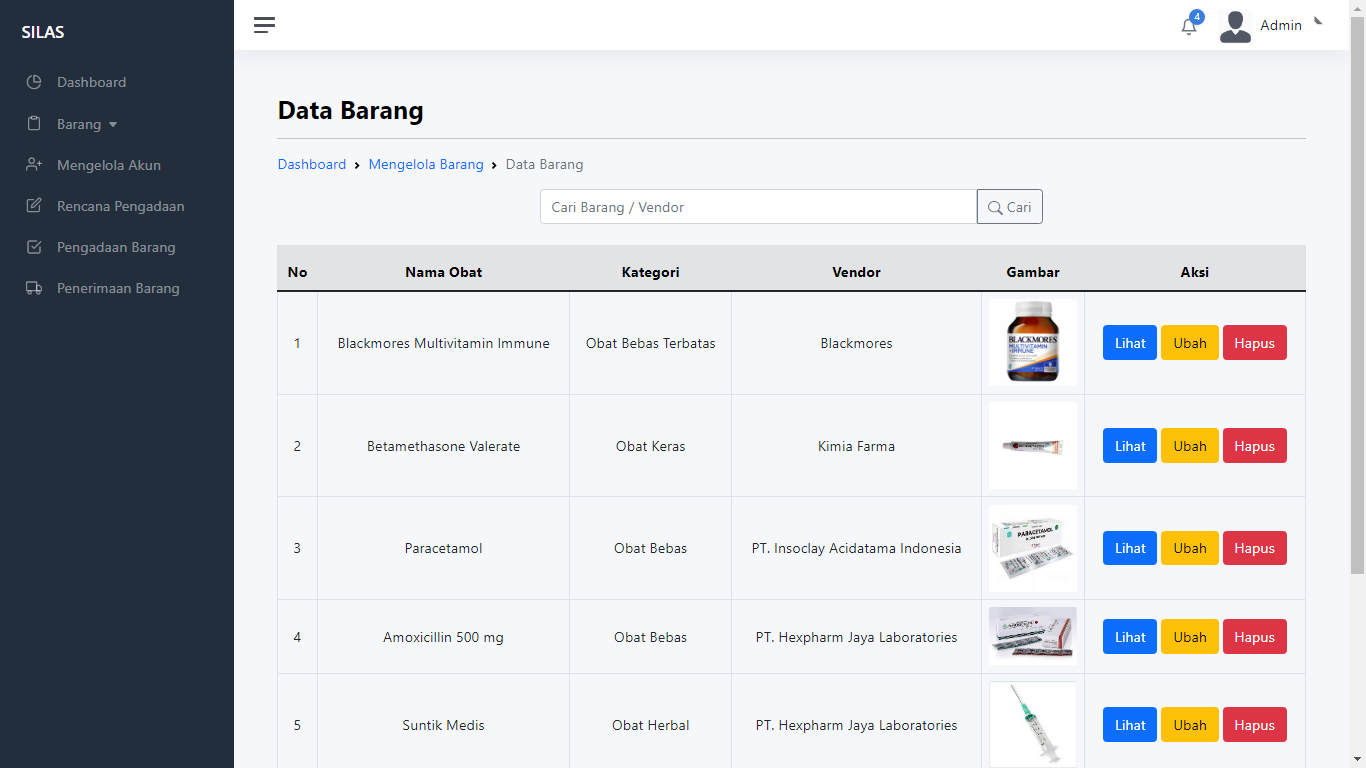 SILAS
4
Admin
Dashboard
Barang
Mengelola Akun
Rencana Pengadaan
Pengadaan Barang
Penerimaan Barang
Data Barang
Dashboard > Mengelola Barang > Data Barang
Cari Barang / Vendor Cari
No Nama Obat Kategori Vendor Gambar Aksi
1 Blackmores Multivitamin Immune Obat Bebas Terbatas Blackmores Lihat Ubah Hapus
BLACKMORES
MULTIVITAMIN
+IMMUNE
2 Betamethasone Valerate Obat Keras Kimia Farma Lihat Ubah Hapus
3 Paracetamol Obat Bebas PT. Insoclay Acidatama Indonesia Lihat Ubah Hapus
PARACETAMOL
4 Amoxicillin 500 mg Obat Bebas PT. Hexpharm Jaya Laboratories Lihat Ubah Hapus
5 Suntik Medis Obat Herbal PT. Hexpharm Jaya Laboratories Lihat Ubah Hapus